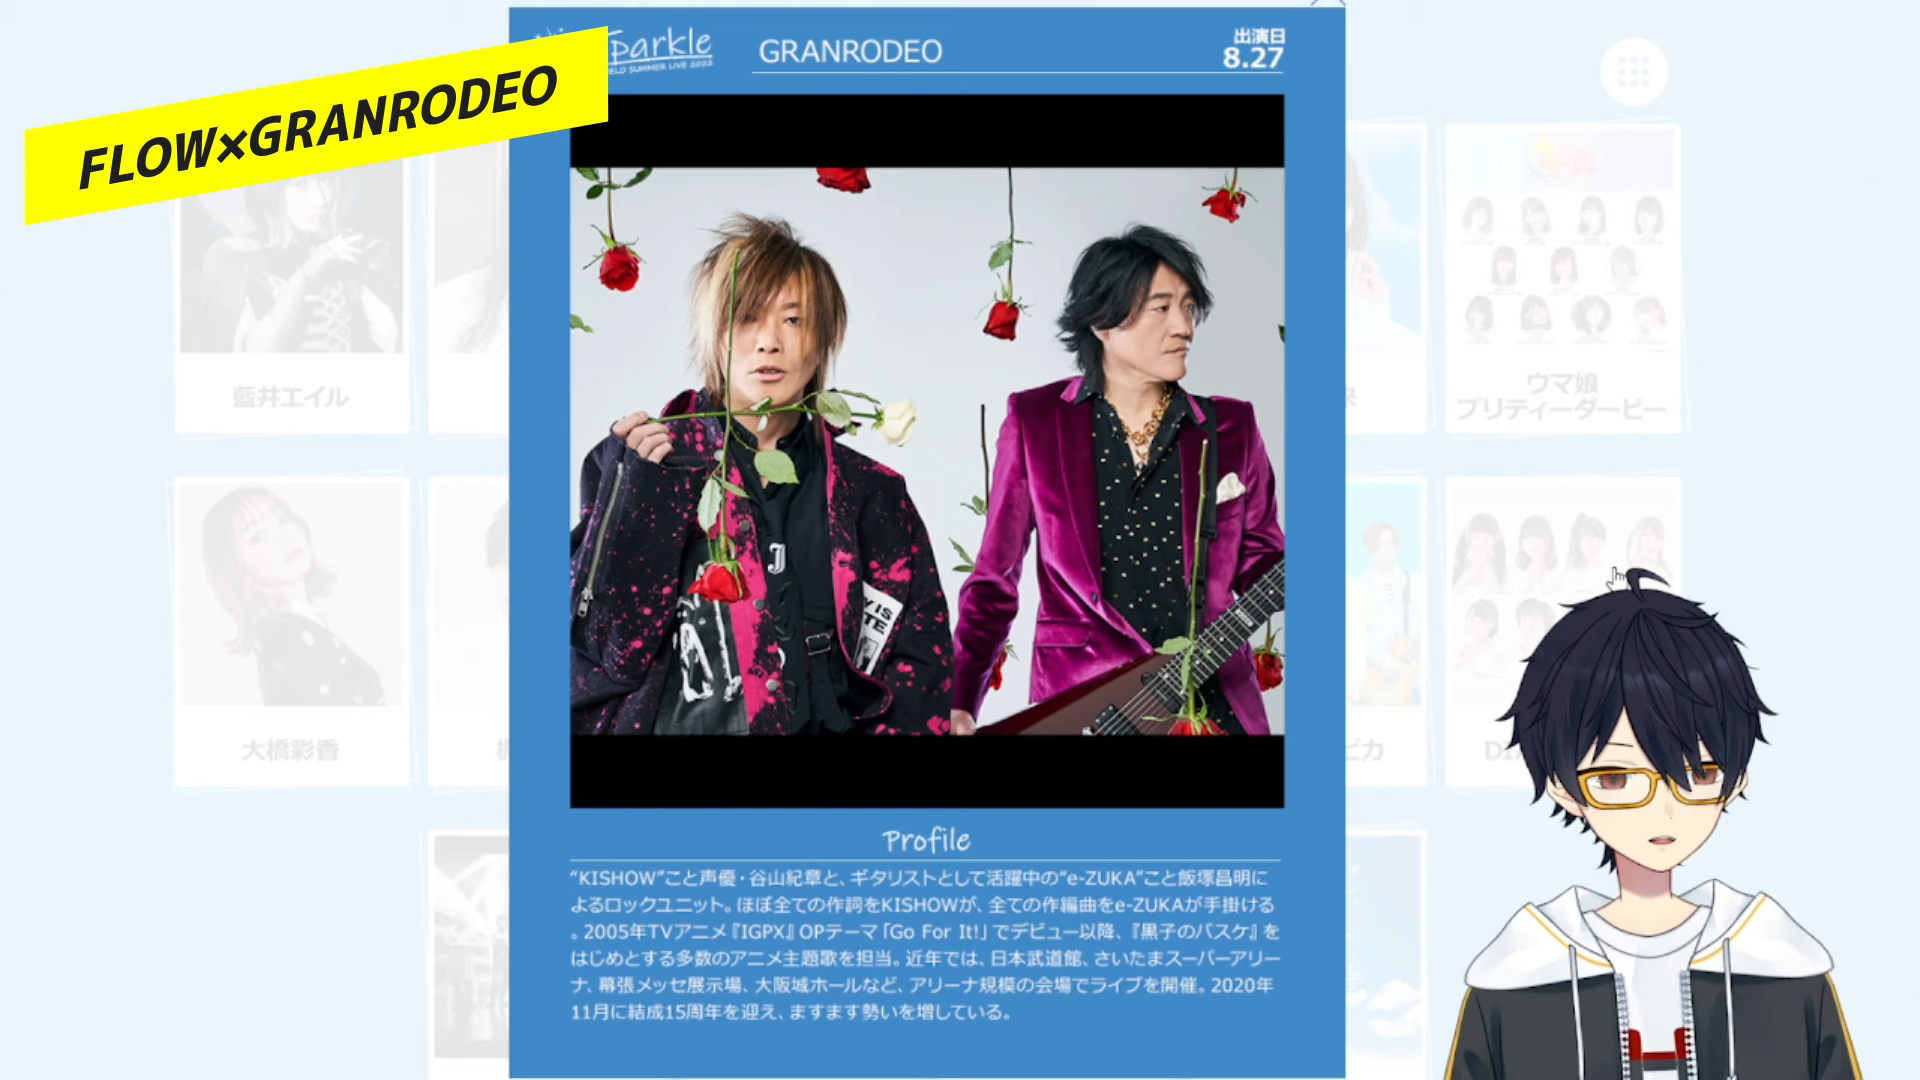 FLOW×GRANRODEO
Sparkle
GRANRODEO
出演日
8.27
藍井エイル
ウマ娘
プリティーダービー
大橋彩香
Profile
“KISHOW”こと声優・谷山紀章と、ギタリストとして活躍中の“e-ZUKA”こと飯塚昌明に
よるロックユニット。ほぼ全ての作詞をKISHOWが、全ての作編曲をe-ZUKAが手掛ける
。2005年TVアニメ『IGPX』OPテーマ「Go For It!」でデビュー以降、『黒子のバスケ』を
はじめとする多数のアニメ主題歌を担当。近年では、日本武道館、さいたまスーパーアリー
ナ、幕張メッセ展示場、大阪城ホールなど、アリーナ規模の会場でライブを開催。2020年
11月に結成15周年を迎え、ますます勢いを増している。